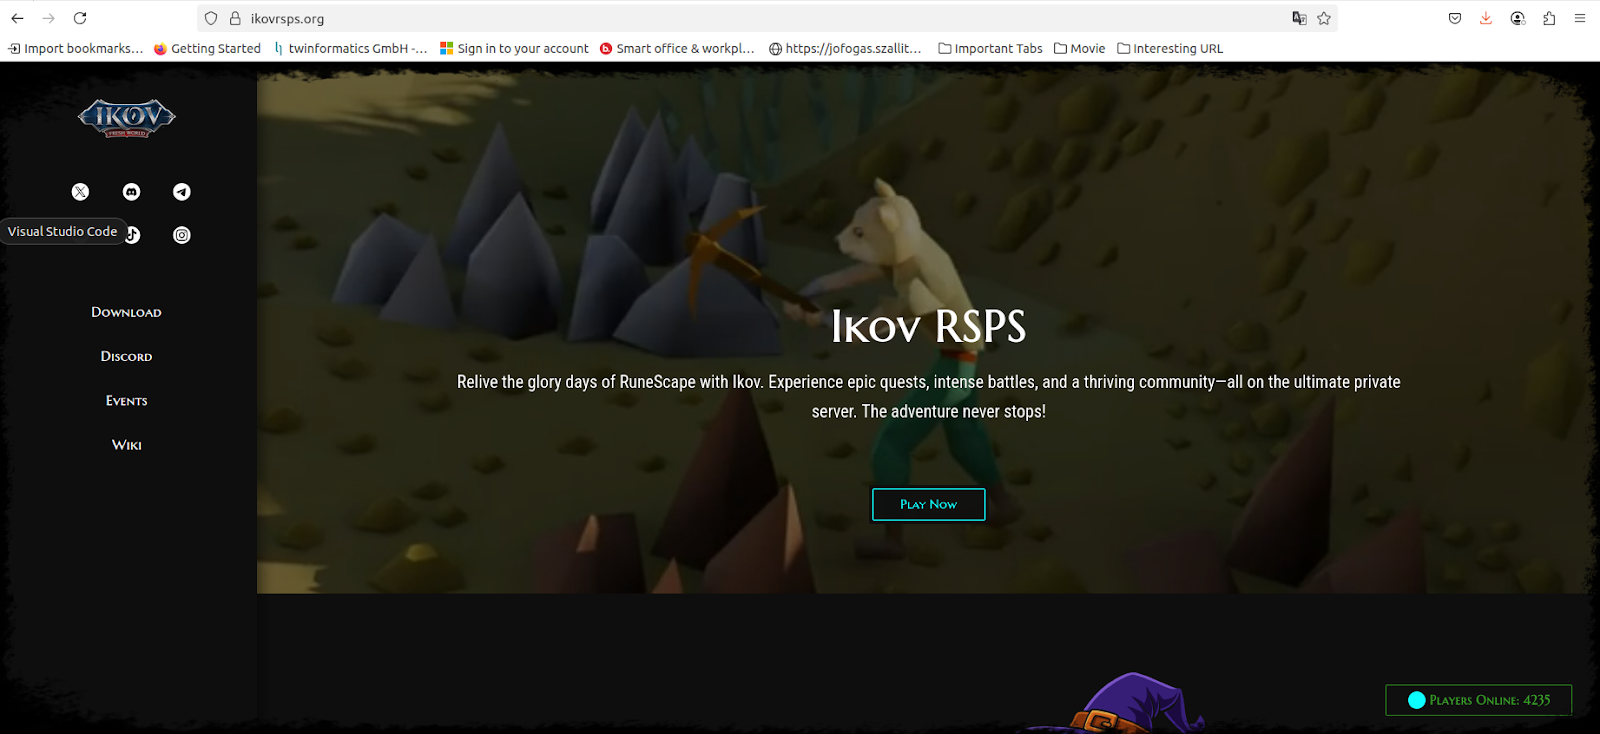 ikovrsps.org
Import bookmarks... Getting Started twinformatics GmbH -... Sign in to your account Smart office & workpl... https://jofogas.szallit... Important Tabs Movie Interesting URL
IKOV
FRESH WORLD
Visual Studio Code
Download
Discord
Events
Wiki
Ikov RSPS
Relive the glory days of RuneScape with Ikov. Experience epic quests, intense battles, and a thriving community—all on the ultimate private
server. The adventure never stops!
Play Now
Players Online: 4235